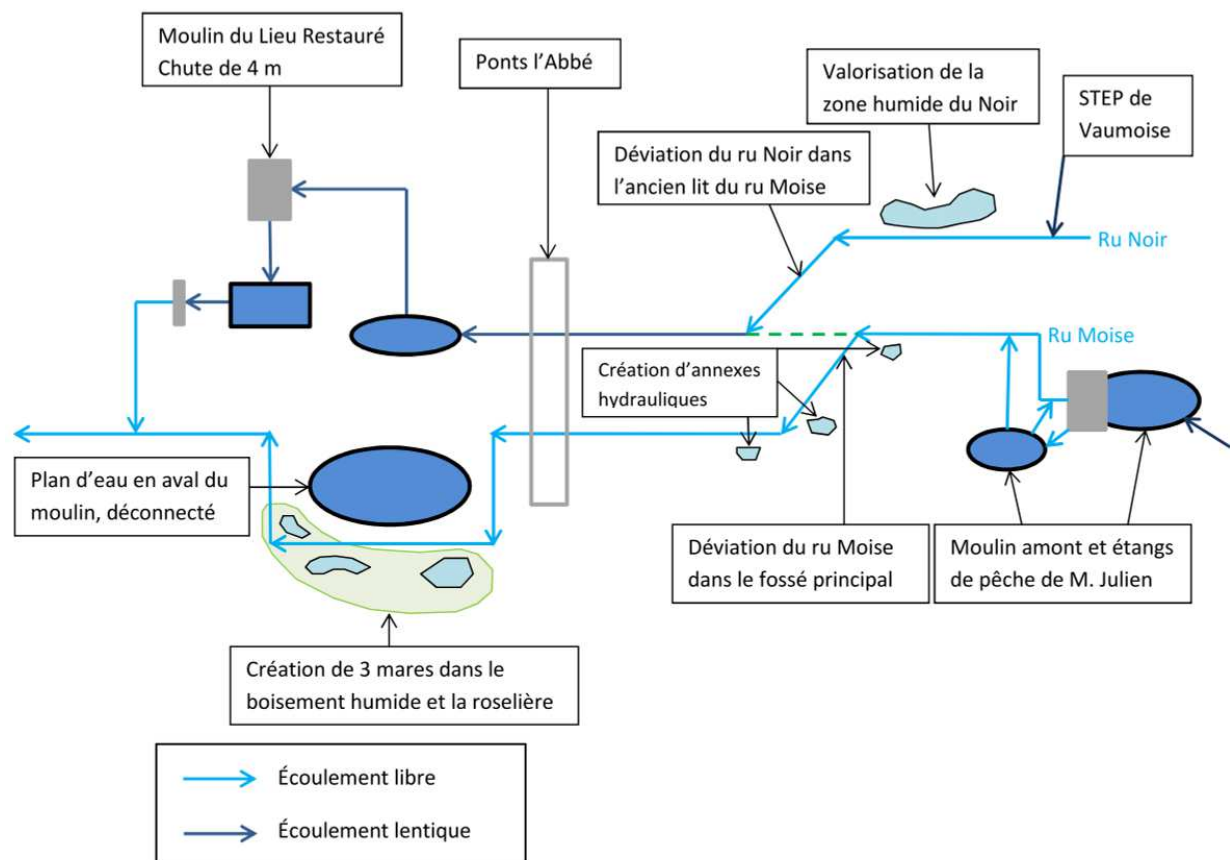 Moulin du Lieu Restauré
Chute de 4 m
Ponts l’Abbé
Valorisation de la
zone humide du Noir
STEP de
Vaumoise
Déviation du ru Noir dans
l’ancien lit du ru Moise
Ru Noir
Ru Moise
Création d’annexes
hydrauliques
Plan d’eau en aval du
moulin, déconnecté
Déviation du ru Moise
dans le fossé principal
Moulin amont et étangs
de pêche de M. Julien
Création de 3 mares dans le
boisement humide et la roselière
Écoulement libre
Écoulement lentique